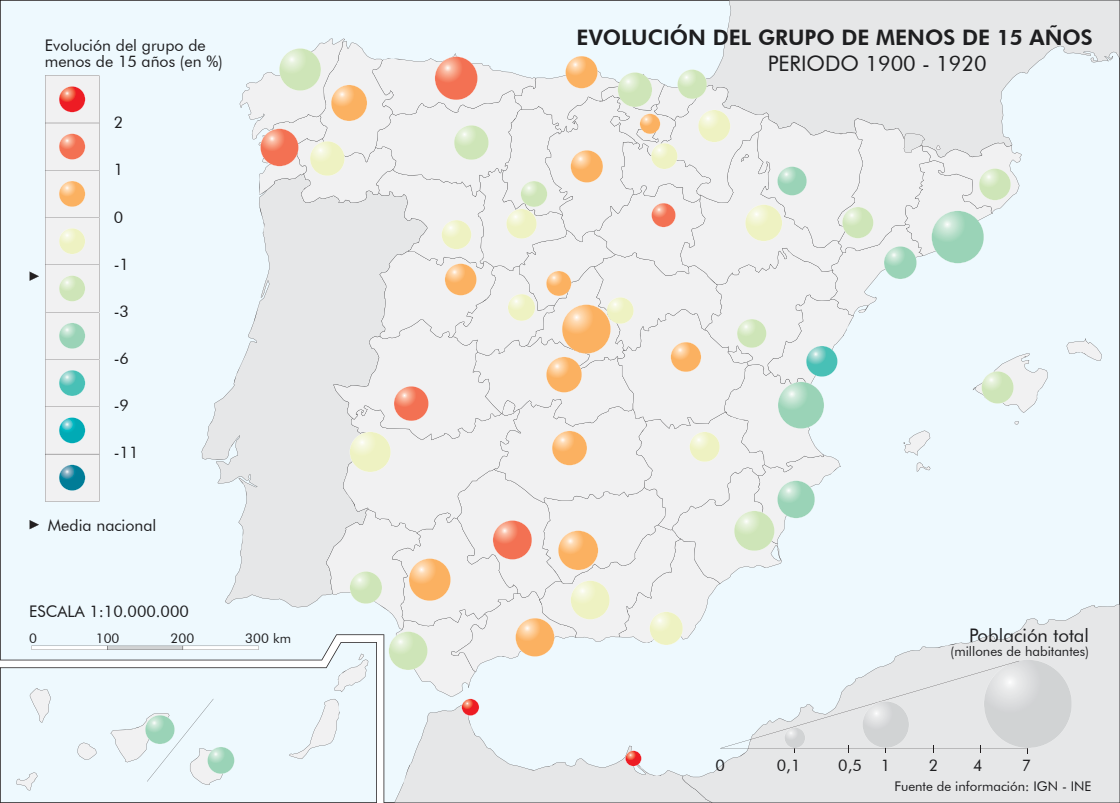 EVOLUCIÓN DEL GRUPO DE MENOS DE 15 AÑOS
PERIODO 1900 - 1920
Evolución del grupo de
menos de 15 años (en %)
2
1
0
-1
-3
-6
-9
-11
Media nacional
ESCALA 1:10.000.000
0 100 200 300 km
Población total
(millones de habitantes)
0 0,1 0,5 1 2 4 7
Fuente de información: IGN - INE